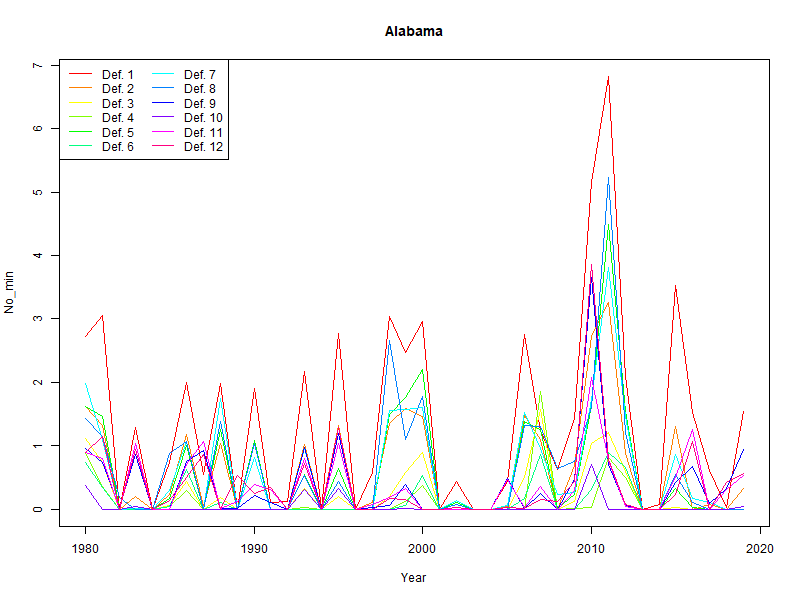 Alabama
Def. 1 Def. 7
Def. 2 Def. 8
Def. 3 Def. 9
Def. 4 Def. 10
Def. 5 Def. 11
Def. 6 Def. 12
No_min
7
6
5
4
3
2
1
0
1980 1990 2000 2010 2020
Year